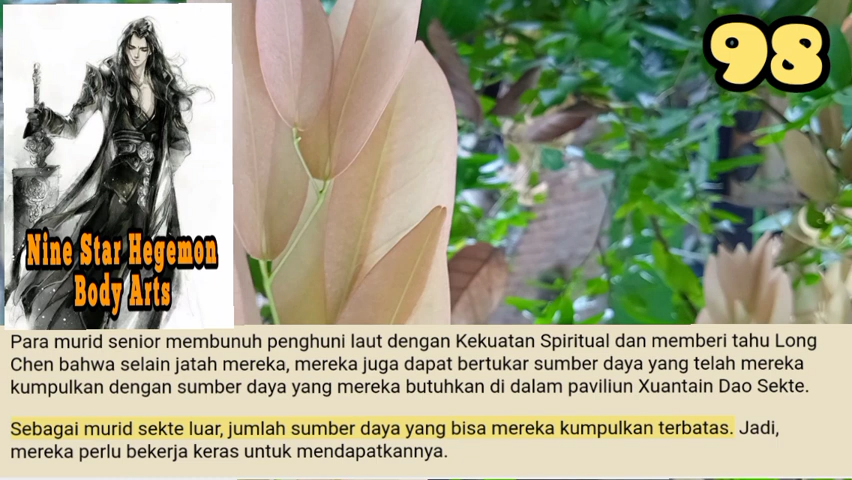 98
Nine Star Hegemon
Body Arts
Para murid senior membunuh penghuni laut dengan Kekuatan Spiritual dan memberi tahu Long
Chen bahwa selain jatah mereka, mereka juga dapat bertukar sumber daya yang telah mereka
kumpulkan dengan sumber daya yang mereka butuhkan di dalam paviliun Xuantain Dao Sekte.
Sebagai murid sekte luar, jumlah sumber daya yang bisa mereka kumpulkan terbatas. Jadi,
mereka perlu bekerja keras untuk mendapatkannya.